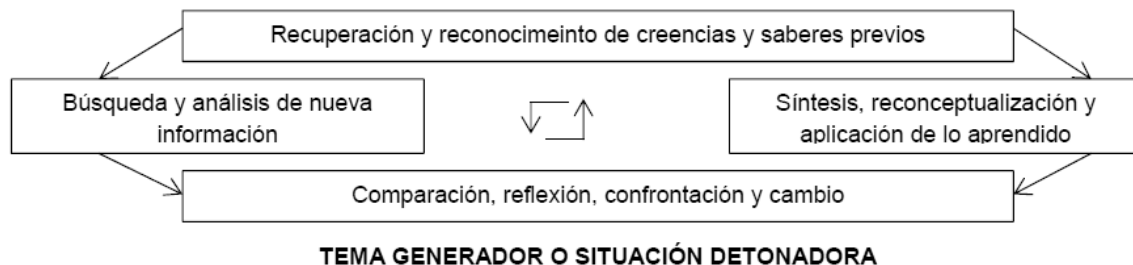 Recuperación y reconocimeinto de creencias y saberes previos
Búsqueda y análisis de nueva
información
Síntesis, reconceptualización y
aplicación de lo aprendido
Comparación, reflexión, confrontación y cambio
TEMA GENERADOR O SITUACIÓN DETONADORA